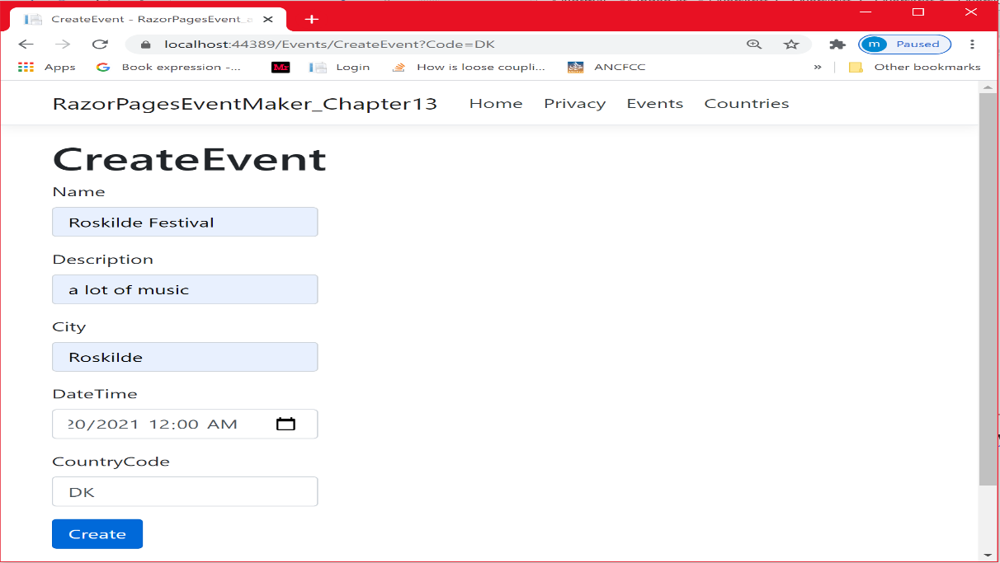 CreateEvent - RazorPagesEvent_
localhost:44389/Events/CreateEvent?Code=DK
m Paused
Apps
Book expression -...
Mr
Login
How is loose coupli...
ANCFCC
»
Other bookmarks
RazorPagesEventMaker_Chapter13 Home Privacy Events Countries
CreateEvent
Name
Roskilde Festival
Description
a lot of music
City
Roskilde
DateTime
20/2021 12:00 AM
CountryCode
DK
Create